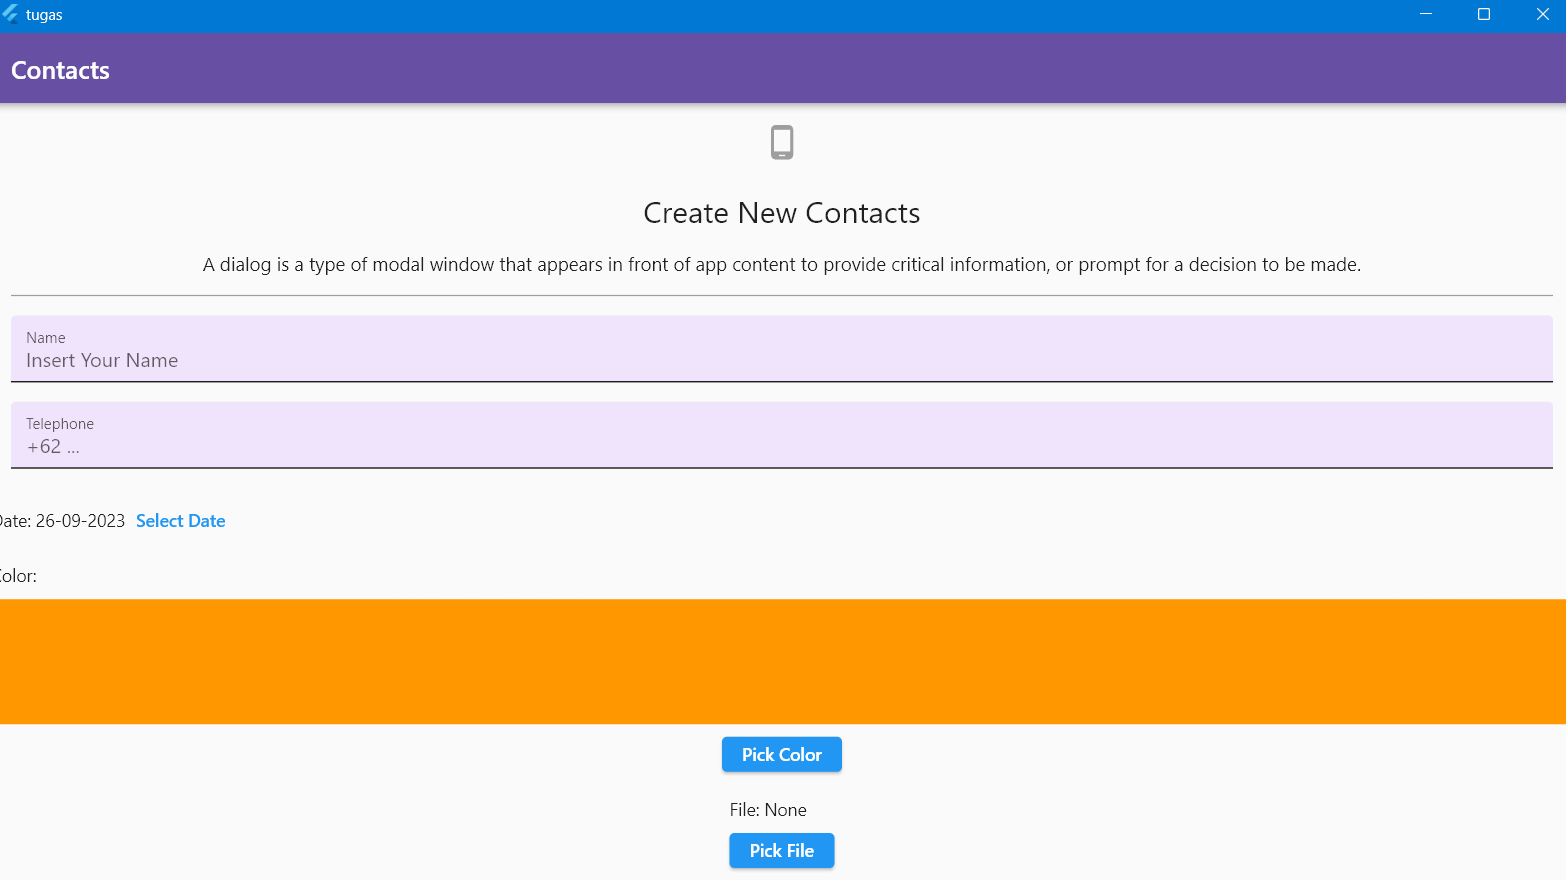 tugas
Contacts
Create New Contacts
A dialog is a type of modal window that appears in front of app content to provide critical information, or prompt for a decision to be made.
Name
Insert Your Name
Telephone
+62 ...
Date: 26-09-2023 Select Date
Color:
Pick Color
File: None
Pick File